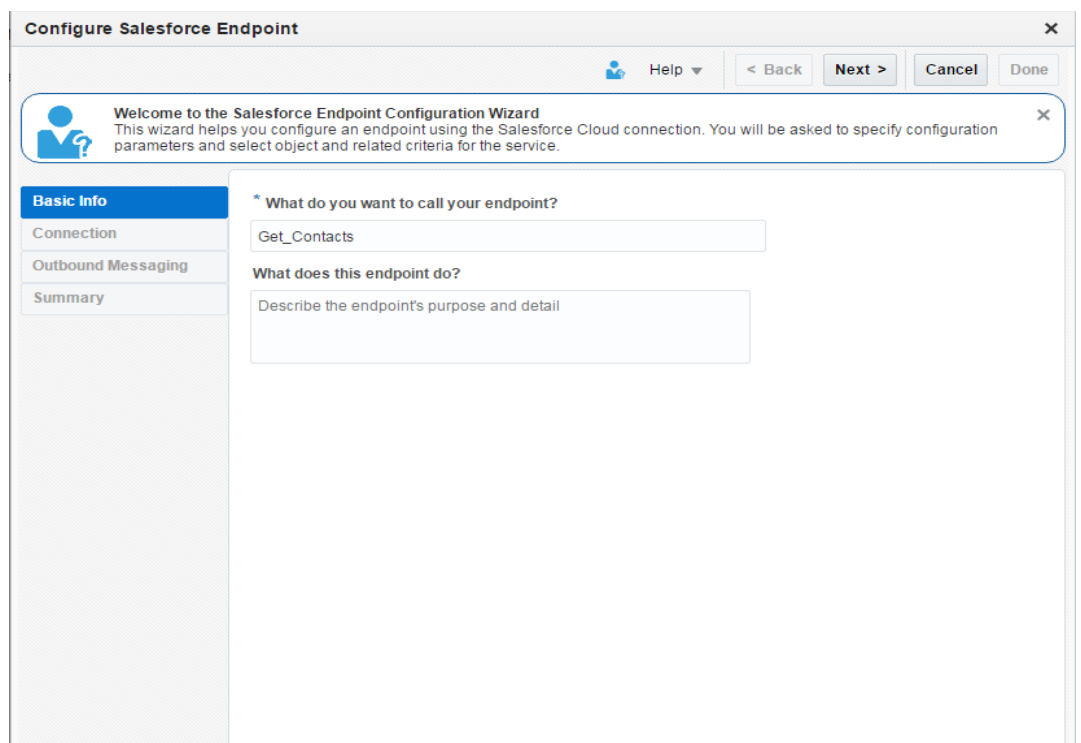 Configure Salesforce Endpoint
Help
< Back
Next >
Cancel
Done
Welcome to the Salesforce Endpoint Configuration Wizard
This wizard helps you configure an endpoint using the Salesforce Cloud connection. You will be asked to specify configuration
parameters and select object and related criteria for the service.
Basic Info
Connection
Outbound Messaging
Summary
* What do you want to call your endpoint?
Get_Contacts
What does this endpoint do?
Describe the endpoint's purpose and detail